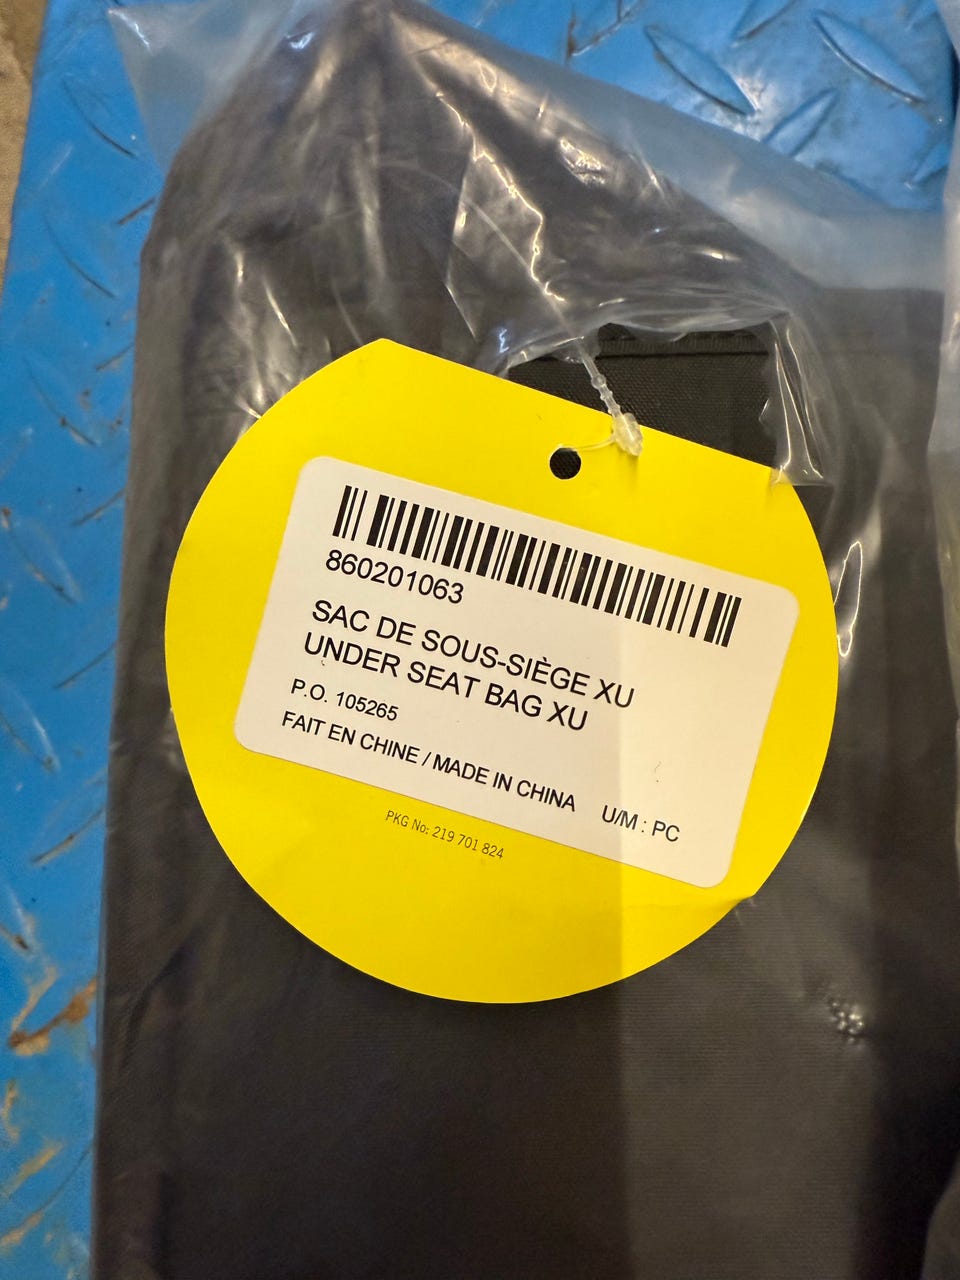 860201063
SAC DE SOUS-SIÈGE XU
UNDER SEAT BAG XU
P.O. 105265
FAIT EN CHINE / MADE IN CHINA U/M : PC
PKG No: 219 701 824